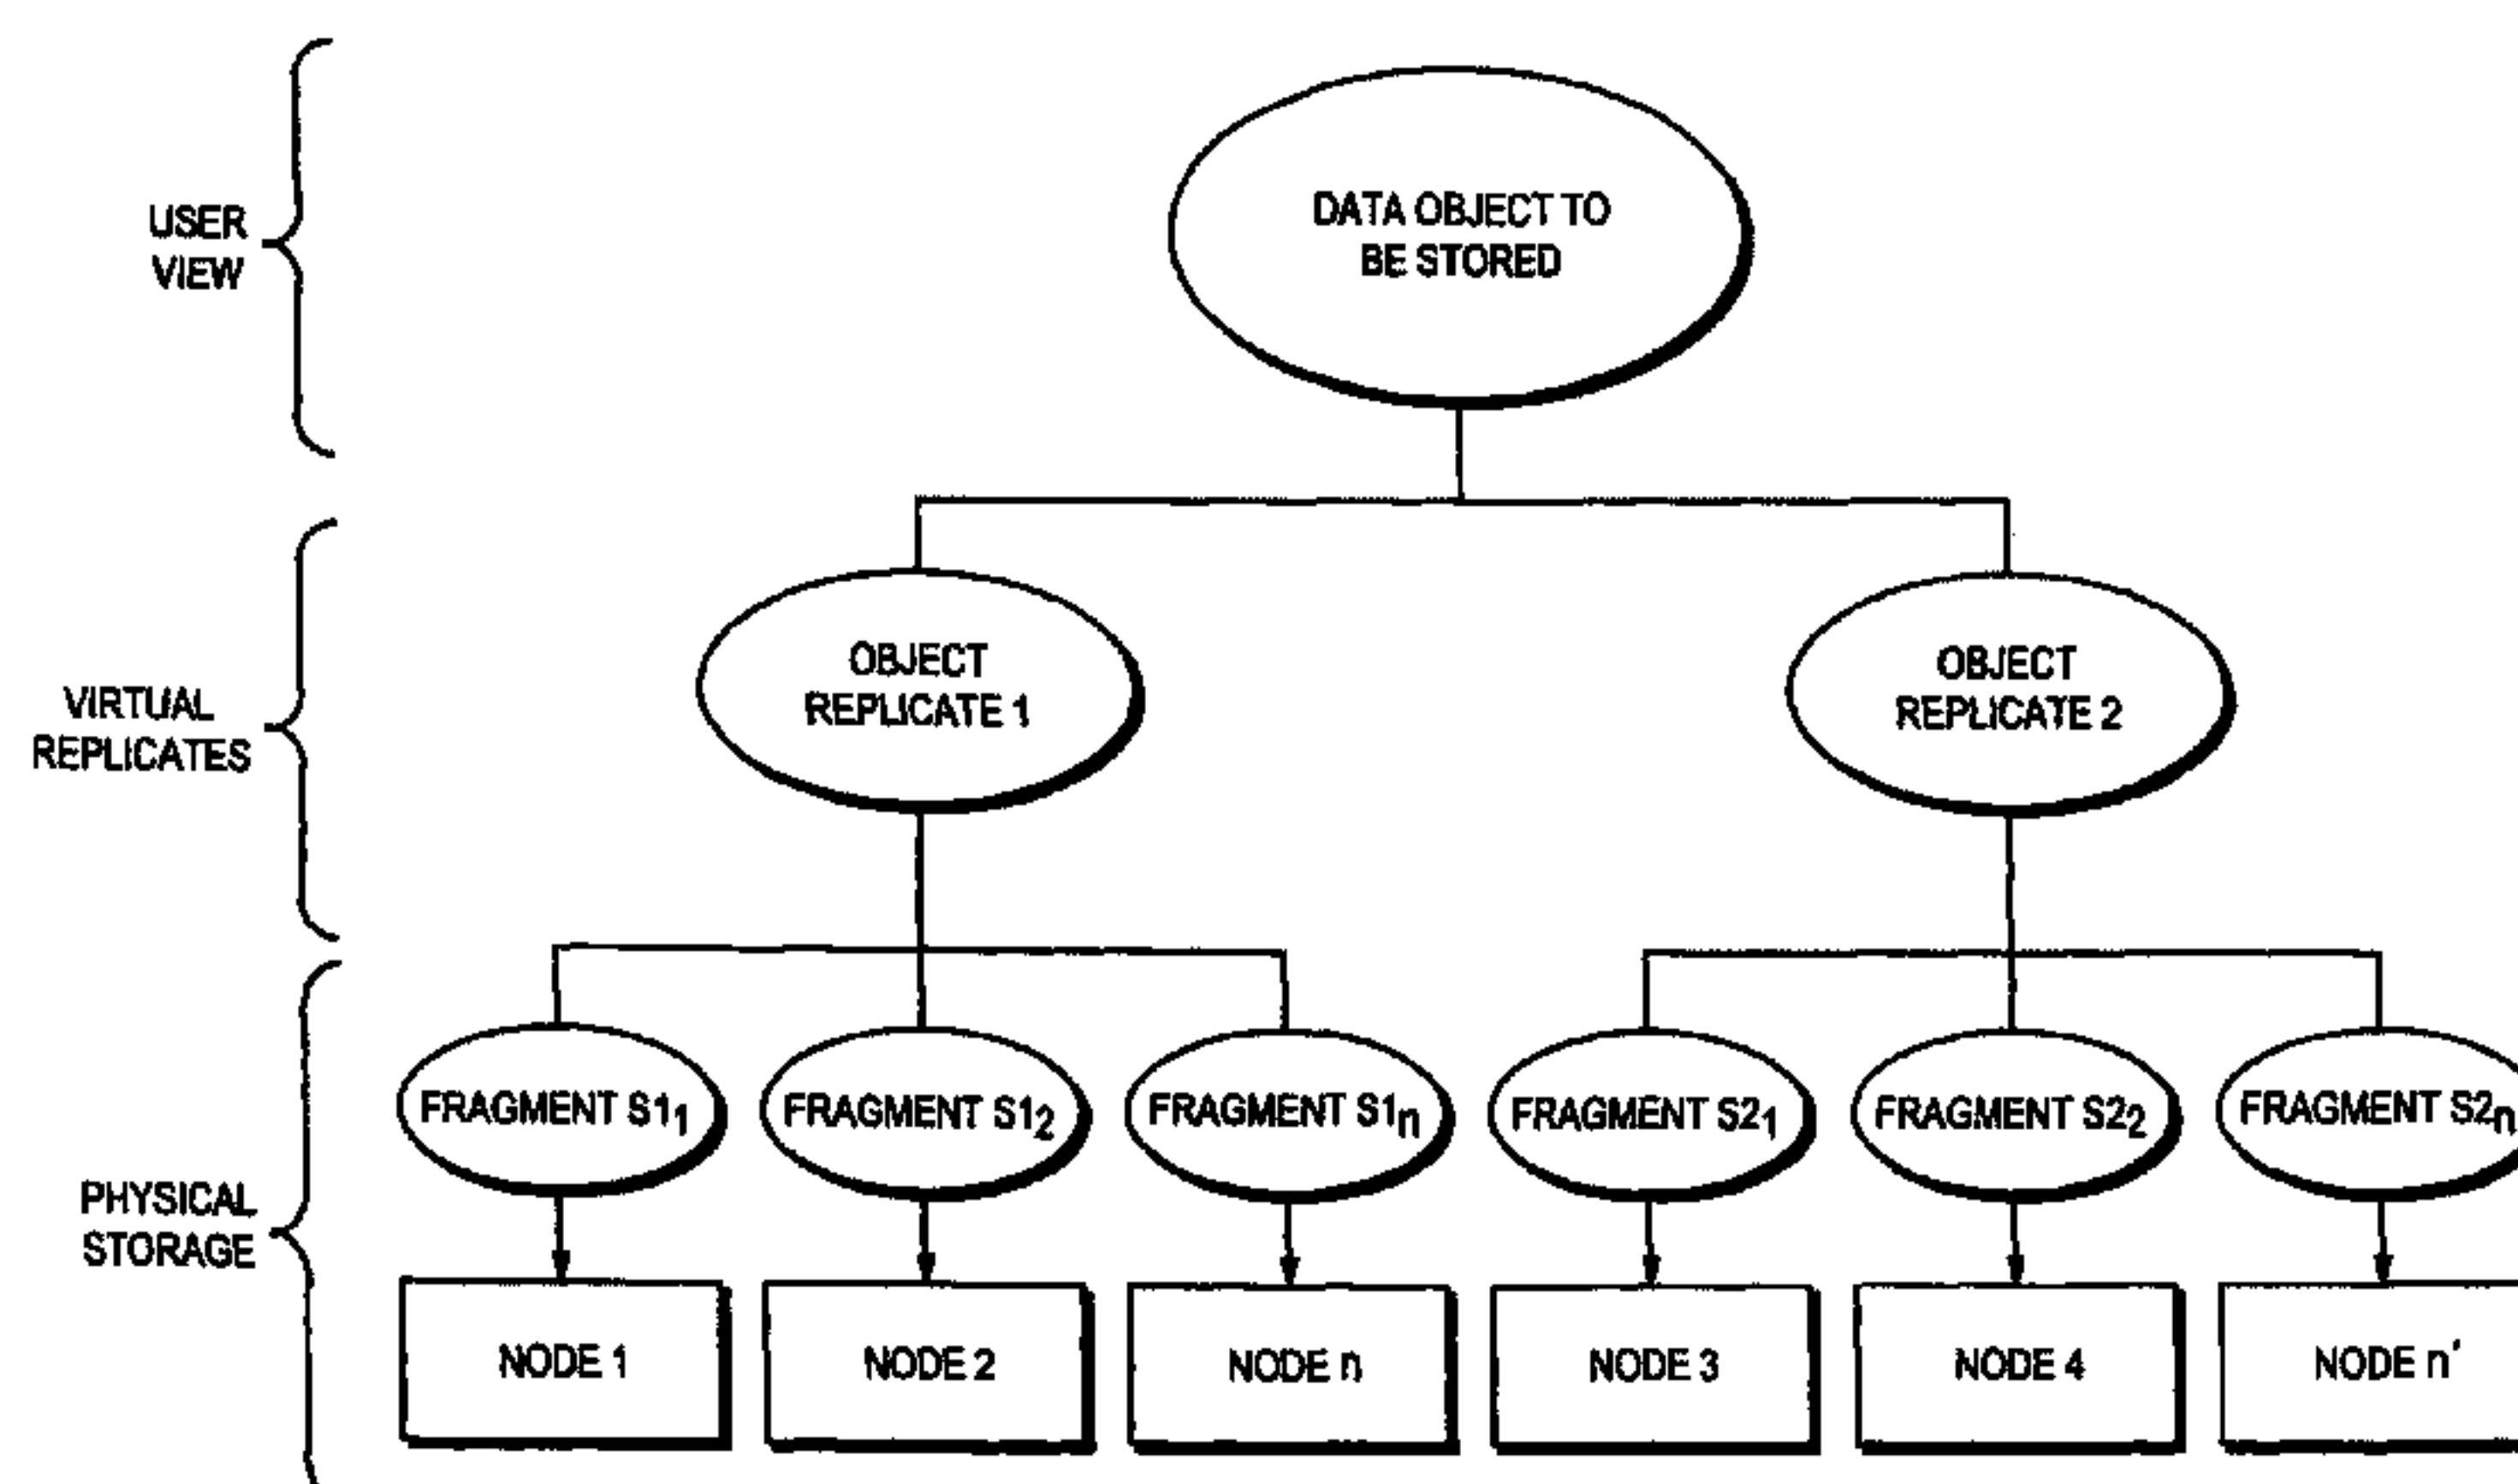 USER
VIEW
DATA OBJECT TO
BE STORED
VIRTUAL
REPLICATES
OBJECT
REPLICATE 1
OBJECT
REPLICATE 2
PHYSICAL
STORAGE
FRAGMENT S1₁
FRAGMENT S1₂
FRAGMENT S1ₙ
FRAGMENT S2₁
FRAGMENT S2₂
FRAGMENT S2ₙ
NODE 1
NODE 2
NODE n
NODE 3
NODE 4
NODE n'